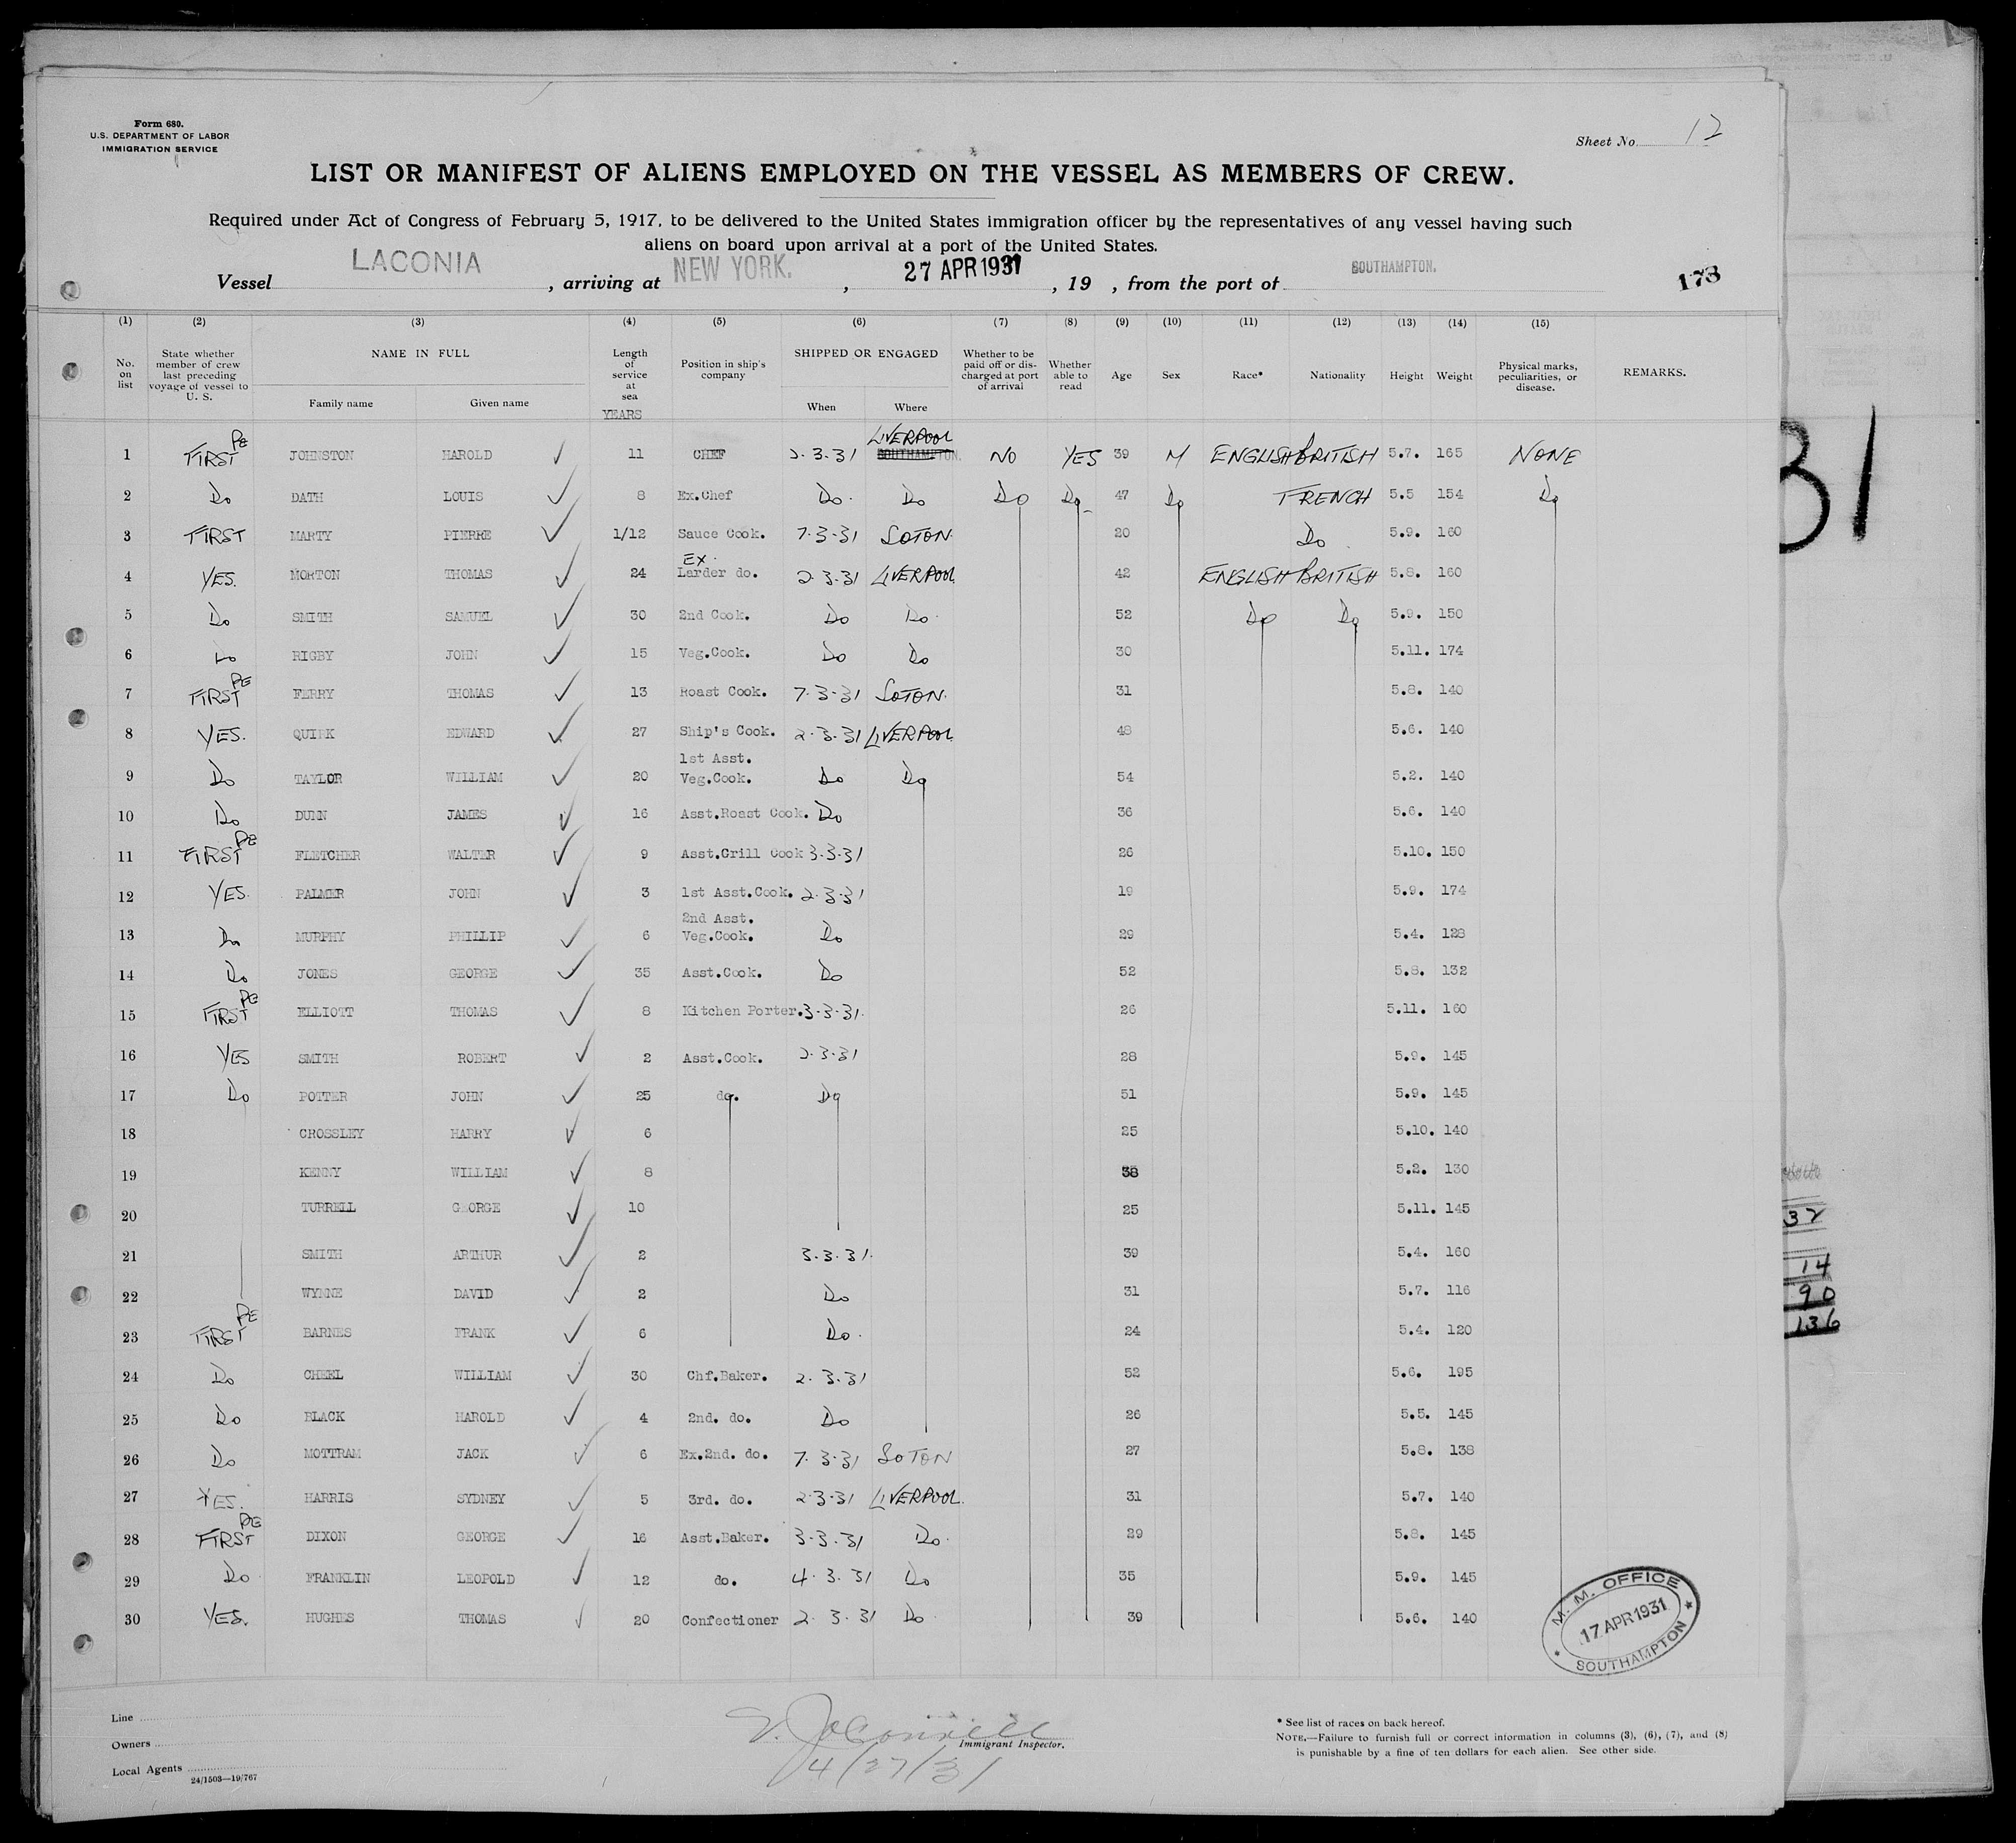 Form 680.
U.S. DEPARTMENT OF LABOR
IMMIGRATION SERVICE
Sheet No. 12
LIST OR MANIFEST OF ALIENS EMPLOYED ON THE VESSEL AS MEMBERS OF CREW.
Required under Act of Congress of February 5, 1917, to be delivered to the United States immigration officer by the representatives of any vessel having such
aliens on board upon arrival at a port of the United States.
Vessel LACONIA, arriving at NEW YORK., 27 APR 1931, 19 , from the port of SOUTHAMPTON. 173
(1) (2) (3) (4) (5) (6) (7) (8) (9) (10) (11) (12) (13) (14) (15)
No. on list | State whether member of crew last preceding voyage of vessel to U. S. | NAME IN FULL Family name Given name | Length of service at sea YEARS | Position in ship's company | SHIPPED OR ENGAGED When Where | Whether to be paid off or discharged at port of arrival | Whether able to read | Age | Sex | Race* | Nationality | Height | Weight | Physical marks, peculiarities, or disease. | REMARKS.
1 FIRST PE JOHNSTON HAROLD 11 CHEF 2.3.31 LIVERPOOL SOUTHAMPTON. NO YES 39 M ENGLISH BRITISH 5.7. 165 NONE
2 Do DATH LOUIS 8 Ex.Chef Do. Do Do Do 47 Do FRENCH 5.5 154 Do
3 FIRST MARTY PIERRE 1/12 Sauce Cook. 7.3.31 SOTON. 20 Do. 5.9. 160
4 YES. MORTON THOMAS 24 EX. Larder do. 2.3.31 LIVERPOOL 42 ENGLISH BRITISH 5.8. 160
5 Do SMITH SAMUEL 30 2nd Cook. Do Do. 52 Do Do 5.9. 150
6 Do RIGBY JOHN 15 Veg.Cook. Do Do 30 5.11. 174
7 FIRST PE FERRY THOMAS 13 Roast Cook. 7.3.31 SOTON. 31 5.8. 140
8 YES. QUIRK EDWARD 27 Ship's Cook. 2.3.31 LIVERPOOL 48 5.6. 140
9 Do TAYLOR WILLIAM 20 1st Asst. Veg.Cook. Do Do 54 5.2. 140
10 Do DUNN JAMES 16 Asst.Roast Cook. Do 36 5.6. 140
11 FIRST PE FLETCHER WALTER 9 Asst.Grill Cook 3.3.31 26 5.10. 150
12 YES. PALMER JOHN 3 1st Asst.Cook. 2.3.31 19 5.9. 174
13 Do MURPHY PHILLIP 6 2nd Asst. Veg.Cook. Do 29 5.4. 128
14 Do JONES GEORGE 35 Asst.Cook. Do 52 5.8. 132
15 FIRST PE ELLIOTT THOMAS 8 Kitchen Porter. 3.3.31. 26 5.11. 160
16 YES SMITH ROBERT 2 Asst.Cook. 2.3.31 28 5.9. 145
17 Do POTTER JOHN 25 do. Do 51 5.9. 145
18 CROSSLEY HARRY 6 25 5.10. 140
19 KENNY WILLIAM 8 38 5.2. 130
20 TURRELL GEORGE 10 25 5.11. 145
21 SMITH ARTHUR 2 3.3.31. 39 5.4. 160
22 WYNNE DAVID 2 Do 31 5.7. 116
23 FIRST PE BARNES FRANK 6 Do. 24 5.4. 120
24 Do CHEEL WILLIAM 30 Chf.Baker. 2.3.31 52 5.6. 195
25 Do BLACK HAROLD 4 2nd. do. Do 26 5.5. 145
26 Do MOTTRAM JACK 6 Ex.2nd. do. 7.3.31 SOTON 27 5.8. 138
27 YES. HARRIS SYDNEY 5 3rd. do. 2.3.31 LIVERPOOL. 31 5.7. 140
28 FIRST PE DIXON GEORGE 16 Asst.Baker. 3.3.31 Do. 29 5.8. 145
29 Do FRANKLIN LEOPOLD 12 do. 4.3.31 Do 35 5.9. 145
30 YES. HUGHES THOMAS 20 Confectioner 2.3.31 Do 39 5.6. 140
M. M. OFFICE
17 APR 1931
SOUTHAMPTON
Line
Owners
Local Agents
24/1503—19/767
Immigrant Inspector.
4/27/31
* See list of races on back hereof.
NOTE.—Failure to furnish full or correct information in columns (3), (6), (7), and (8)
is punishable by a fine of ten dollars for each alien. See other side.
31
32
14
90
136